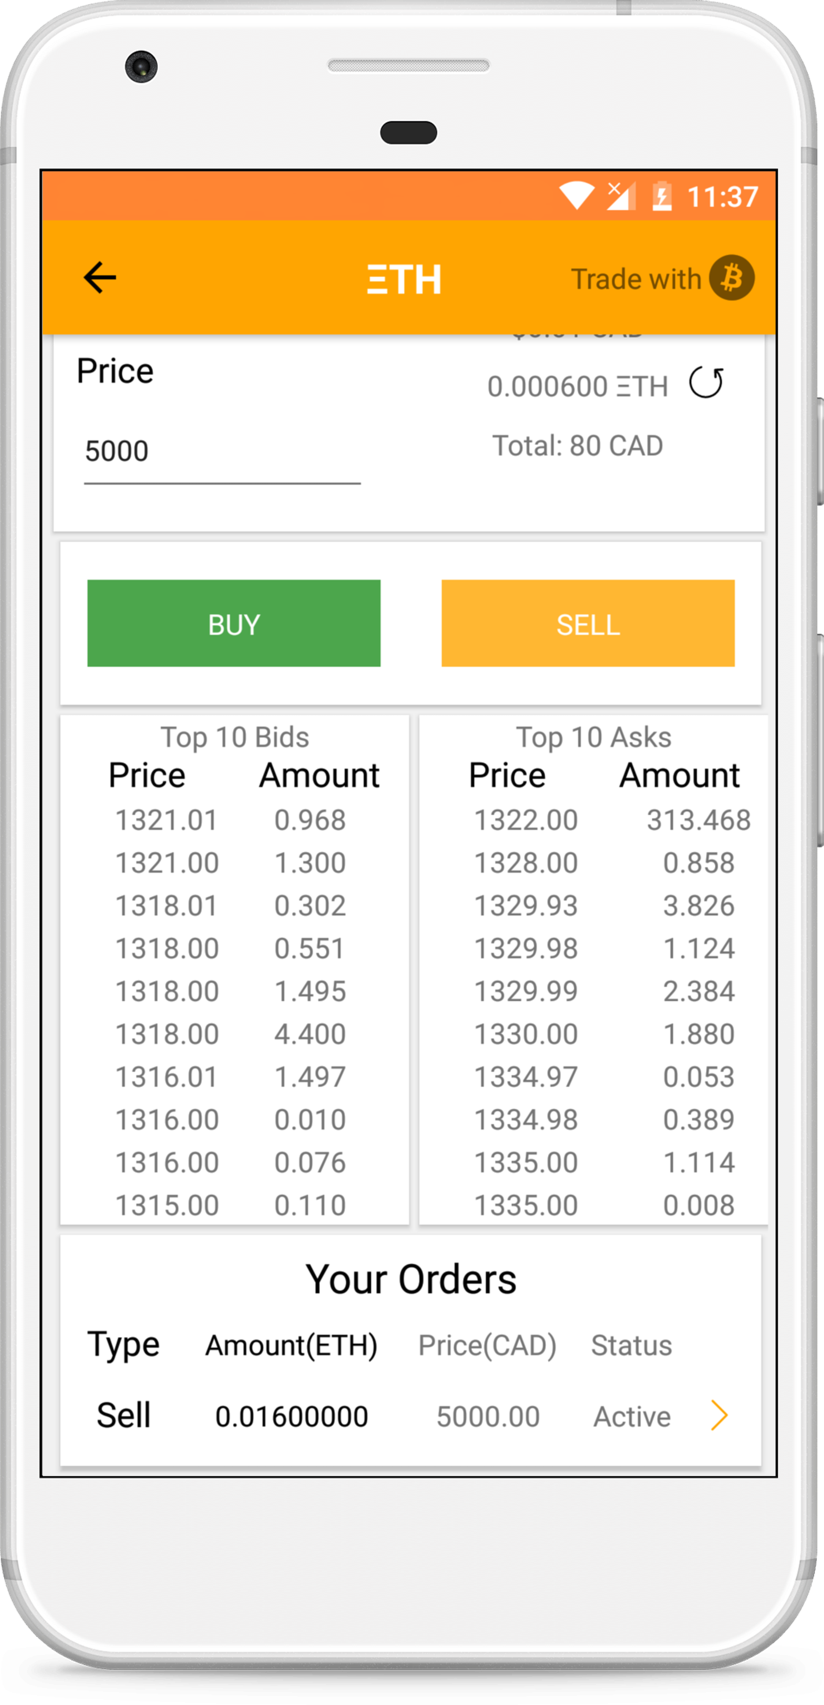 11:37
ΞTH Trade with
Price
0.000600 ΞTH
5000
Total: 80 CAD
BUY SELL
Top 10 Bids Top 10 Asks
Price Amount Price Amount
1321.01 0.968 1322.00 313.468
1321.00 1.300 1328.00 0.858
1318.01 0.302 1329.93 3.826
1318.00 0.551 1329.98 1.124
1318.00 1.495 1329.99 2.384
1318.00 4.400 1330.00 1.880
1316.01 1.497 1334.97 0.053
1316.00 0.010 1334.98 0.389
1316.00 0.076 1335.00 1.114
1315.00 0.110 1335.00 0.008
Your Orders
Type Amount(ETH) Price(CAD) Status
Sell 0.01600000 5000.00 Active